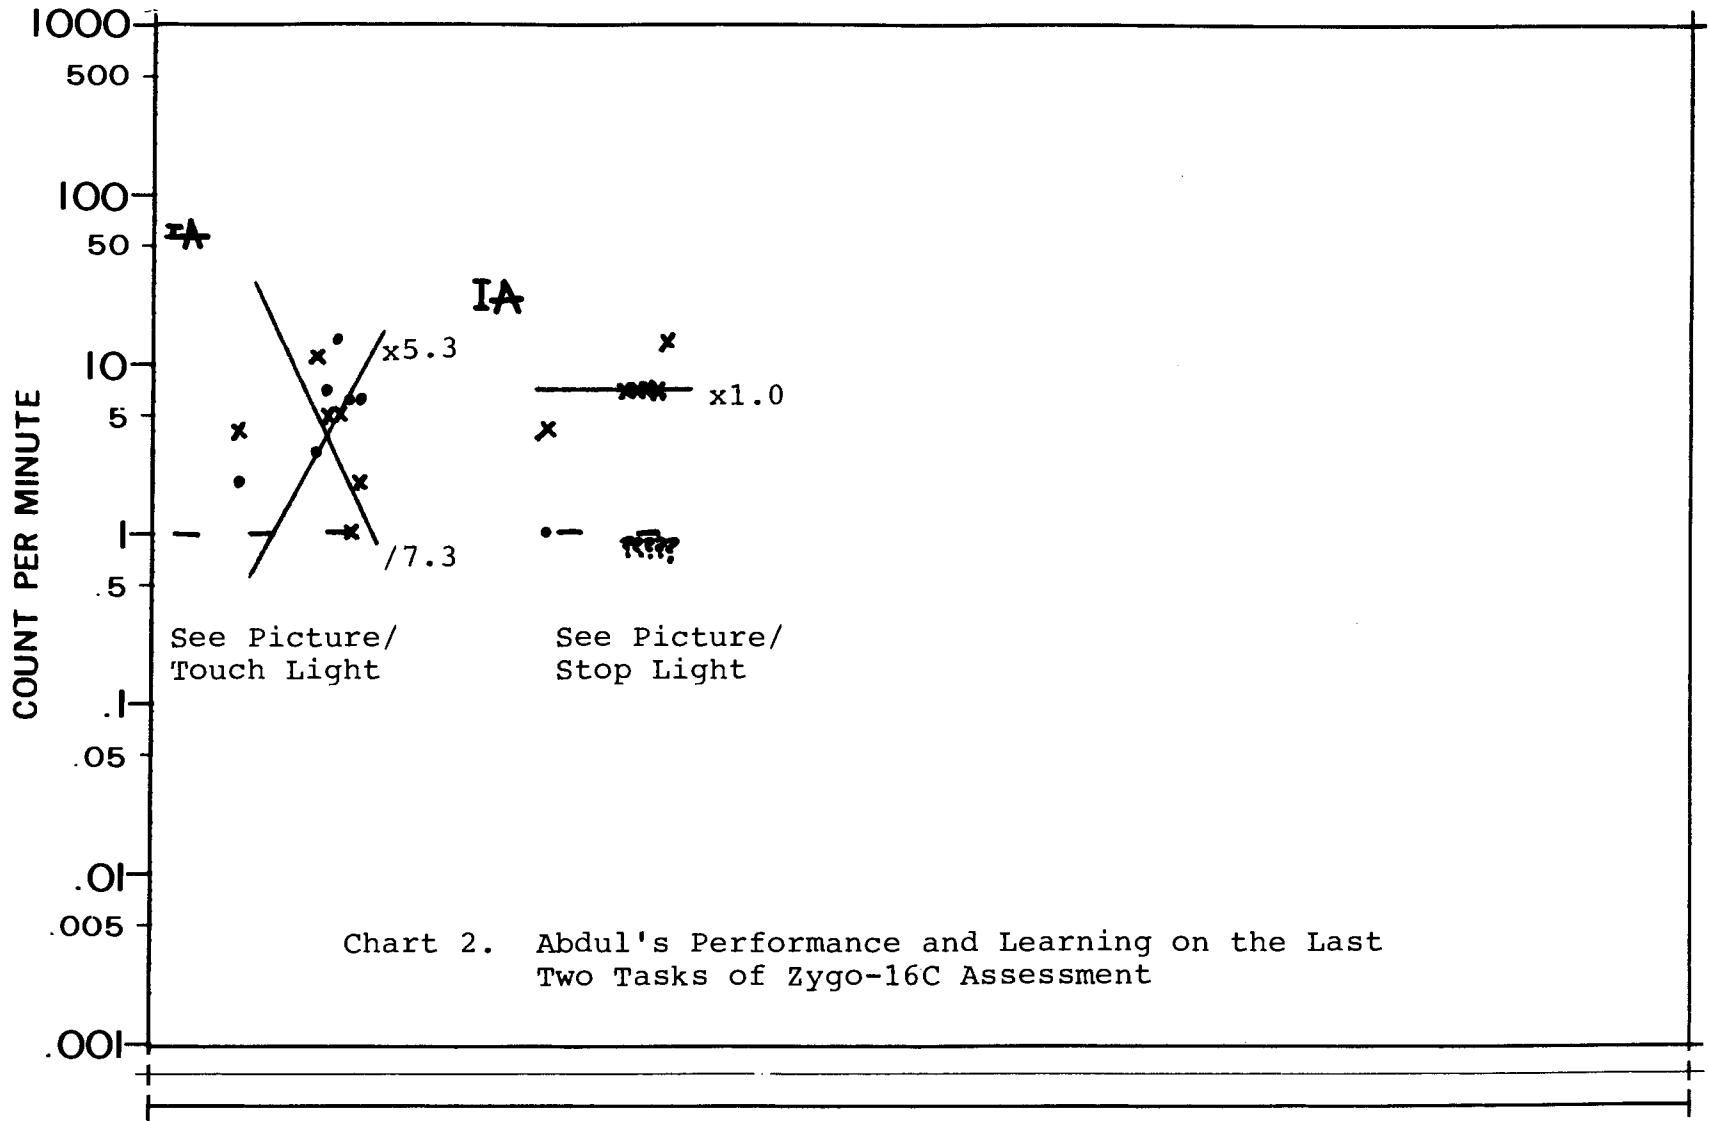 1000
500
100
50
10
5
1
.5
.1
.05
.01
.005
.001
COUNT PER MINUTE
IA
IA
x5.3
/7.3
x1.0
See Picture/
Touch Light
See Picture/
Stop Light
Chart 2. Abdul's Performance and Learning on the Last
Two Tasks of Zygo-16C Assessment